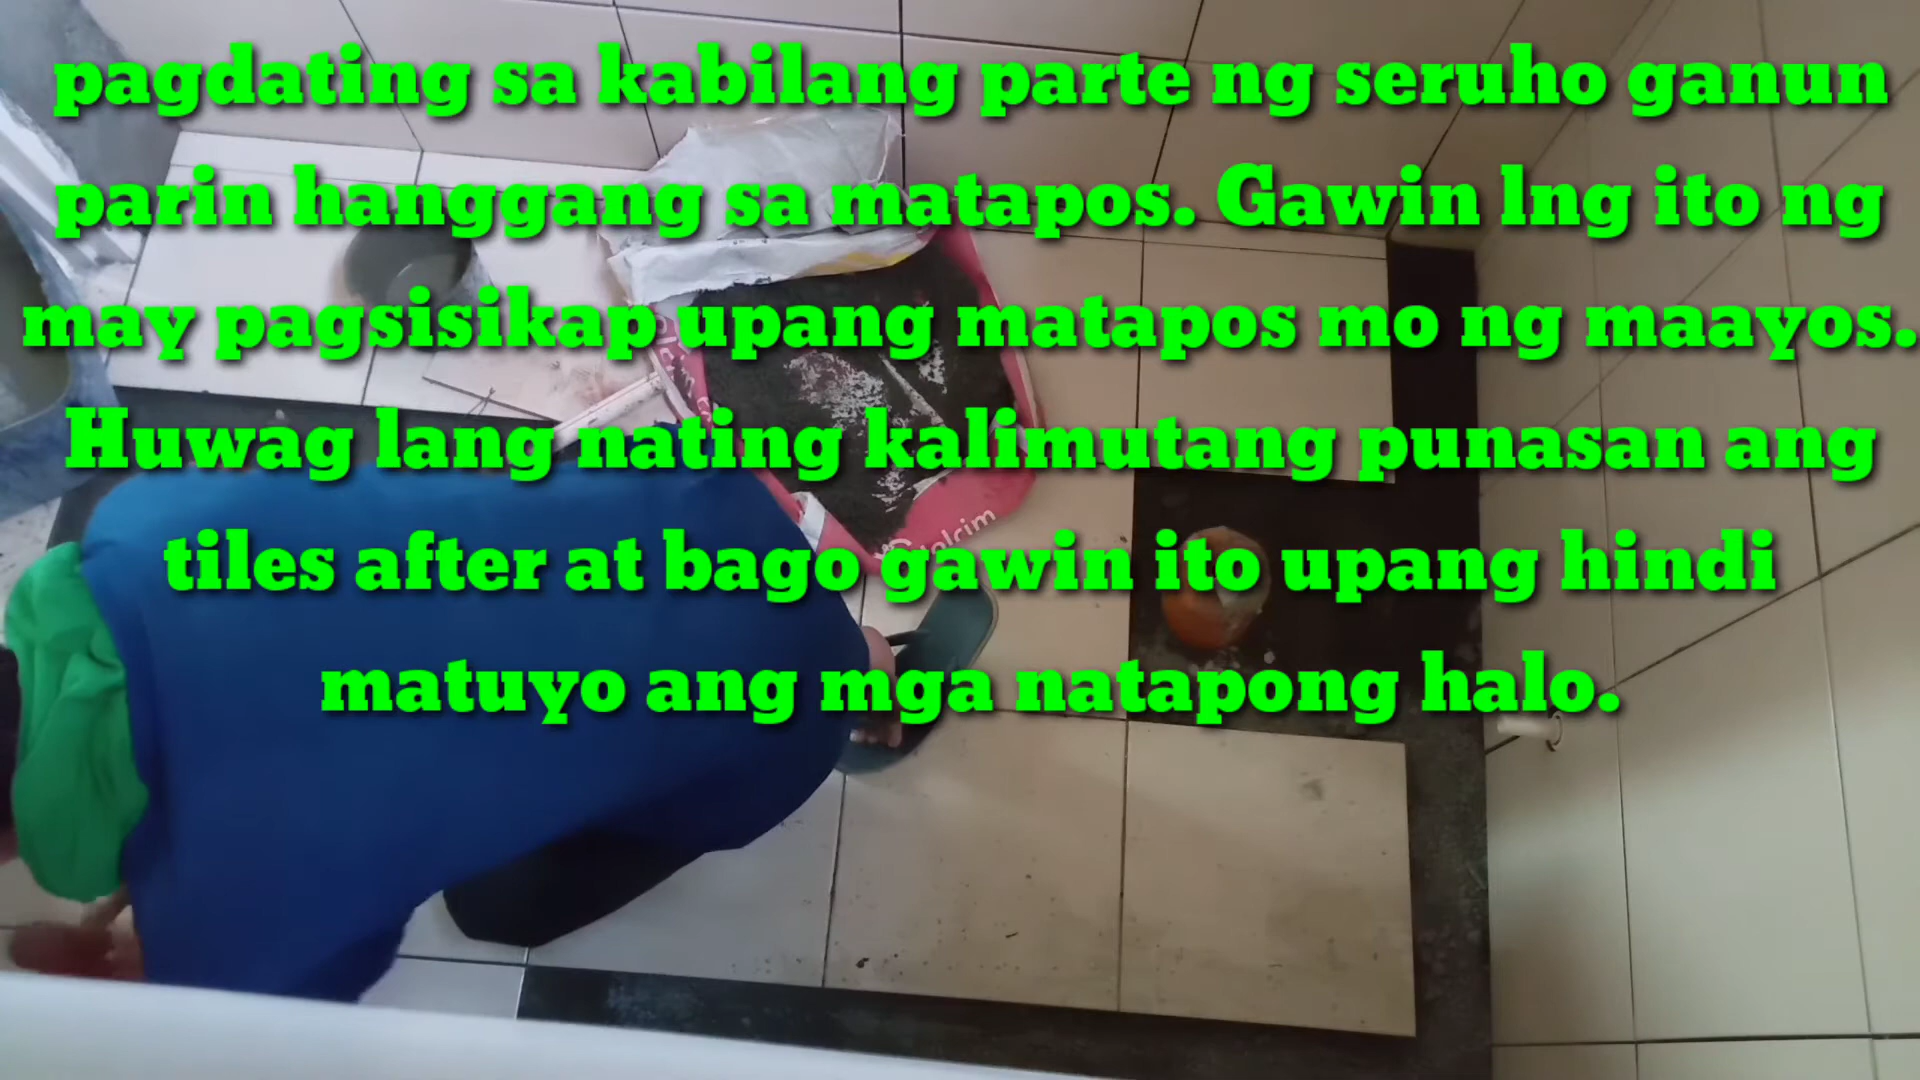 pagdating sa kabilang parte ng seruho ganun
parin hanggang sa matapos. Gawin lng ito ng
may pagsisikap upang matapos mo ng maayos.
Huwag lang nating kalimutang punasan ang
tiles after at bago gawin ito upang hindi
matuyo ang mga natapong halo.